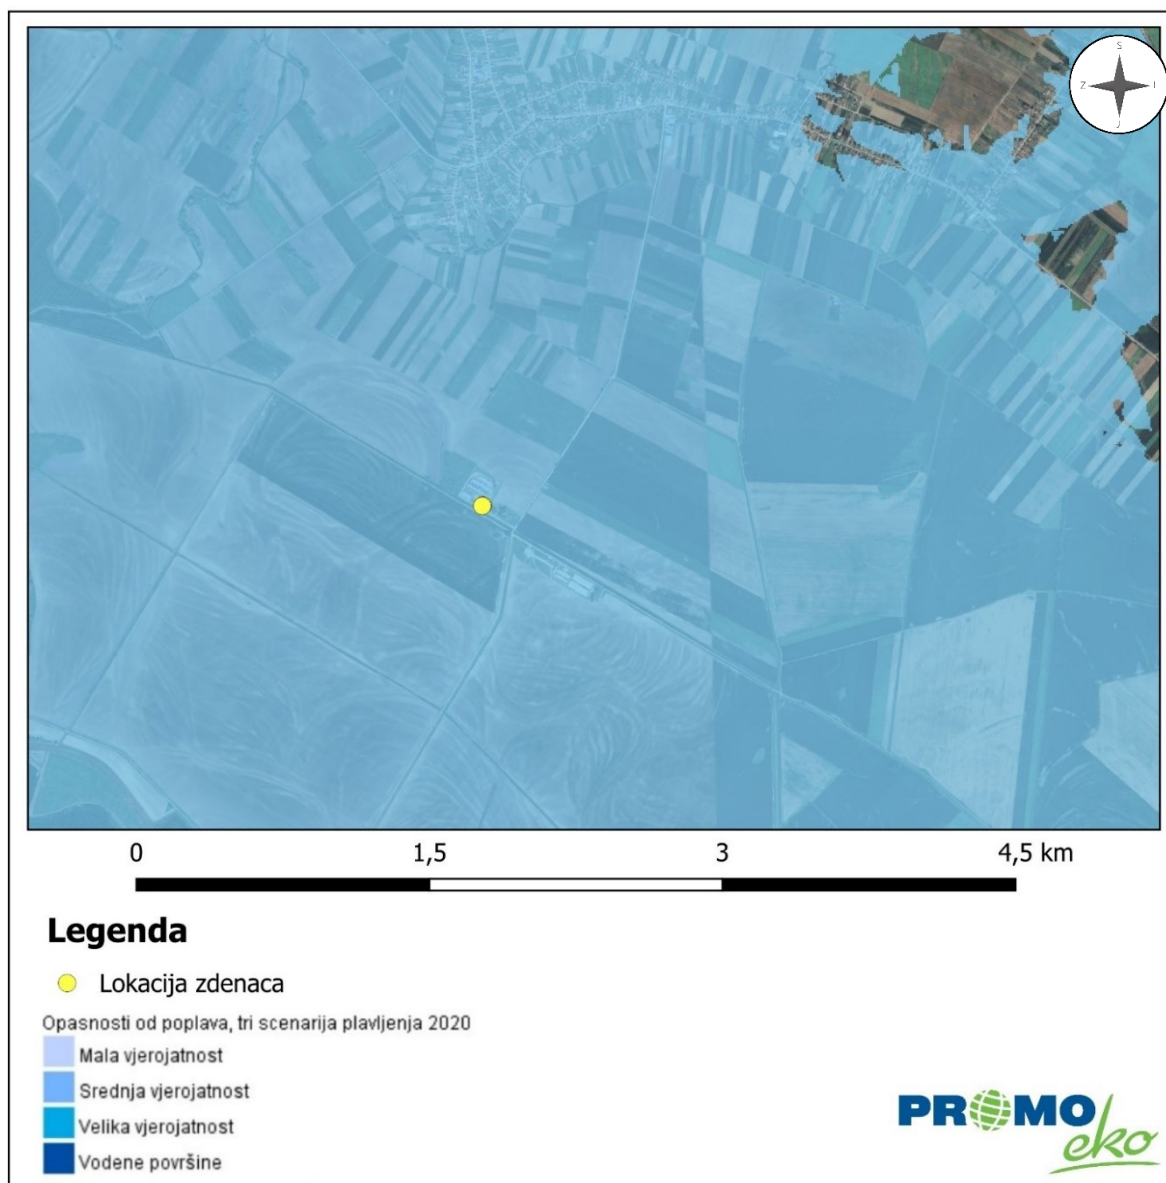 S
Z I
J
0 1,5 3 4,5 km
Legenda
Lokacija zdenaca
Opasnosti od poplava, tri scenarija plavljenja 2020
Mala vjerojatnost
Srednja vjerojatnost
Velika vjerojatnost
Vodene površine
PROMO
eko